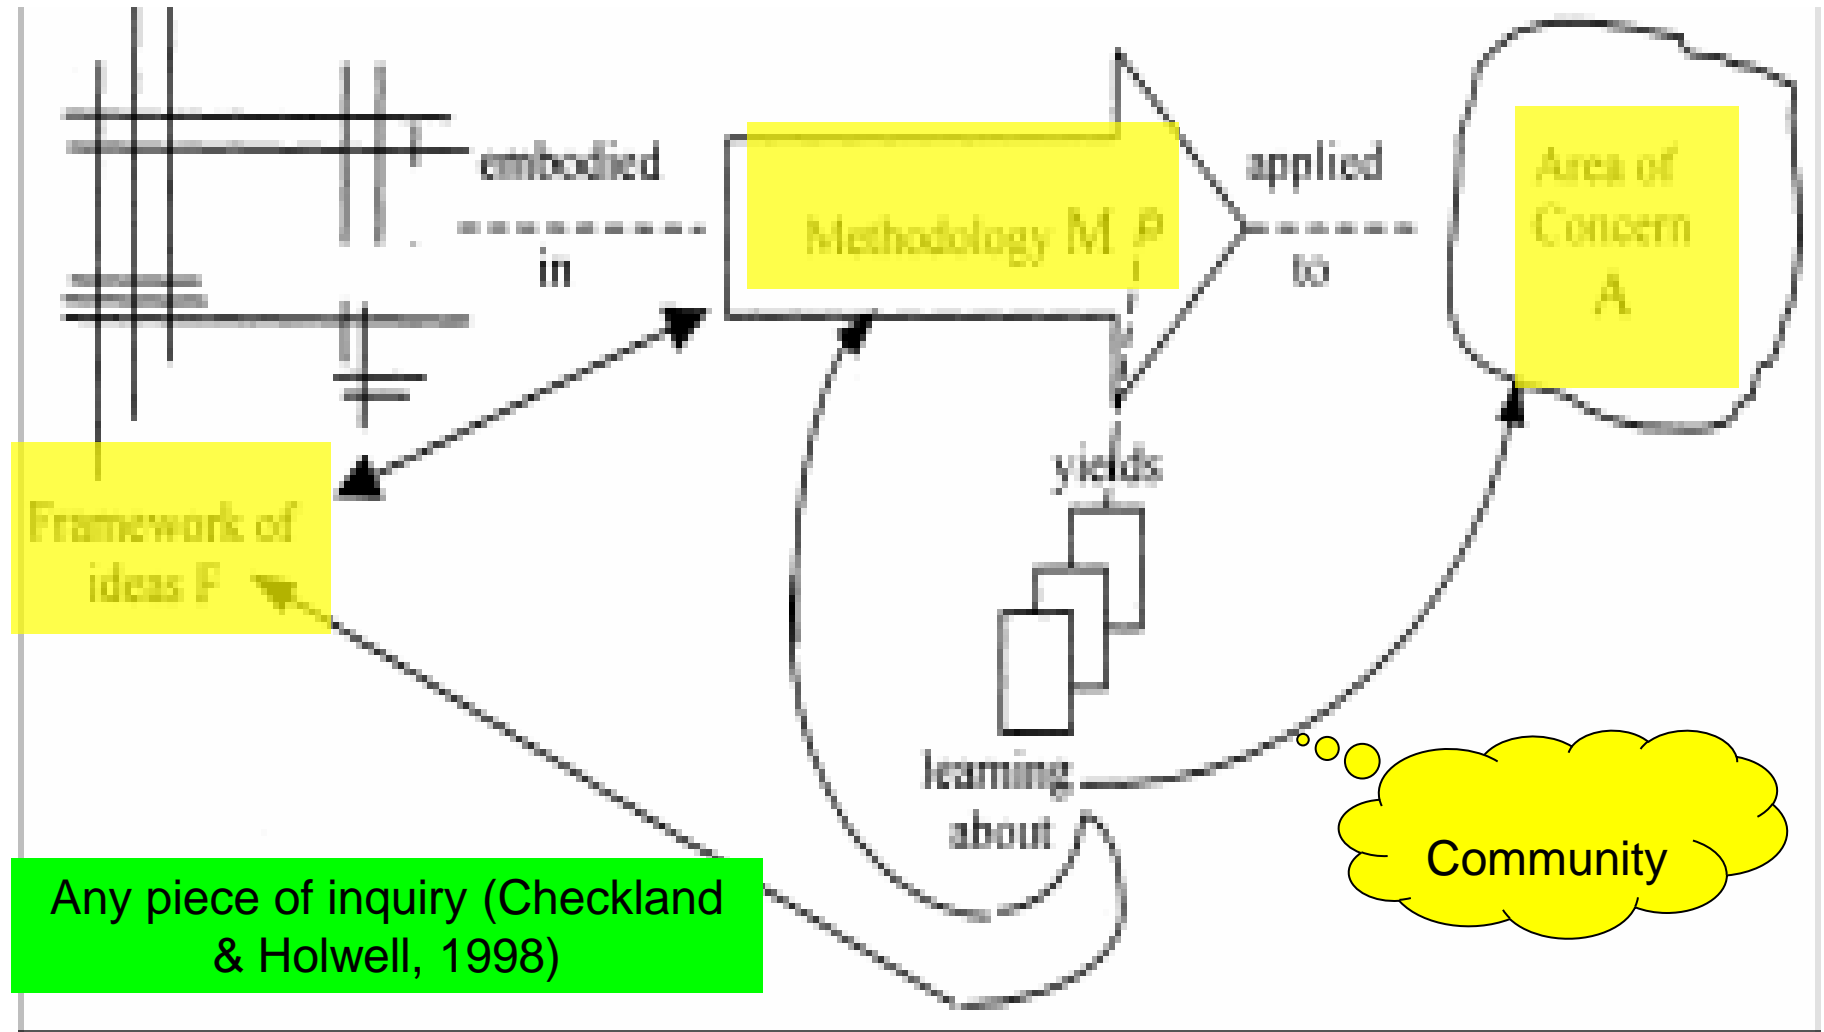 embodied
in
Methodology M
applied
to
Area of
Concern
A
Framework of
ideas F
yields
learning
about
Community
Any piece of inquiry (Checkland
& Holwell, 1998)